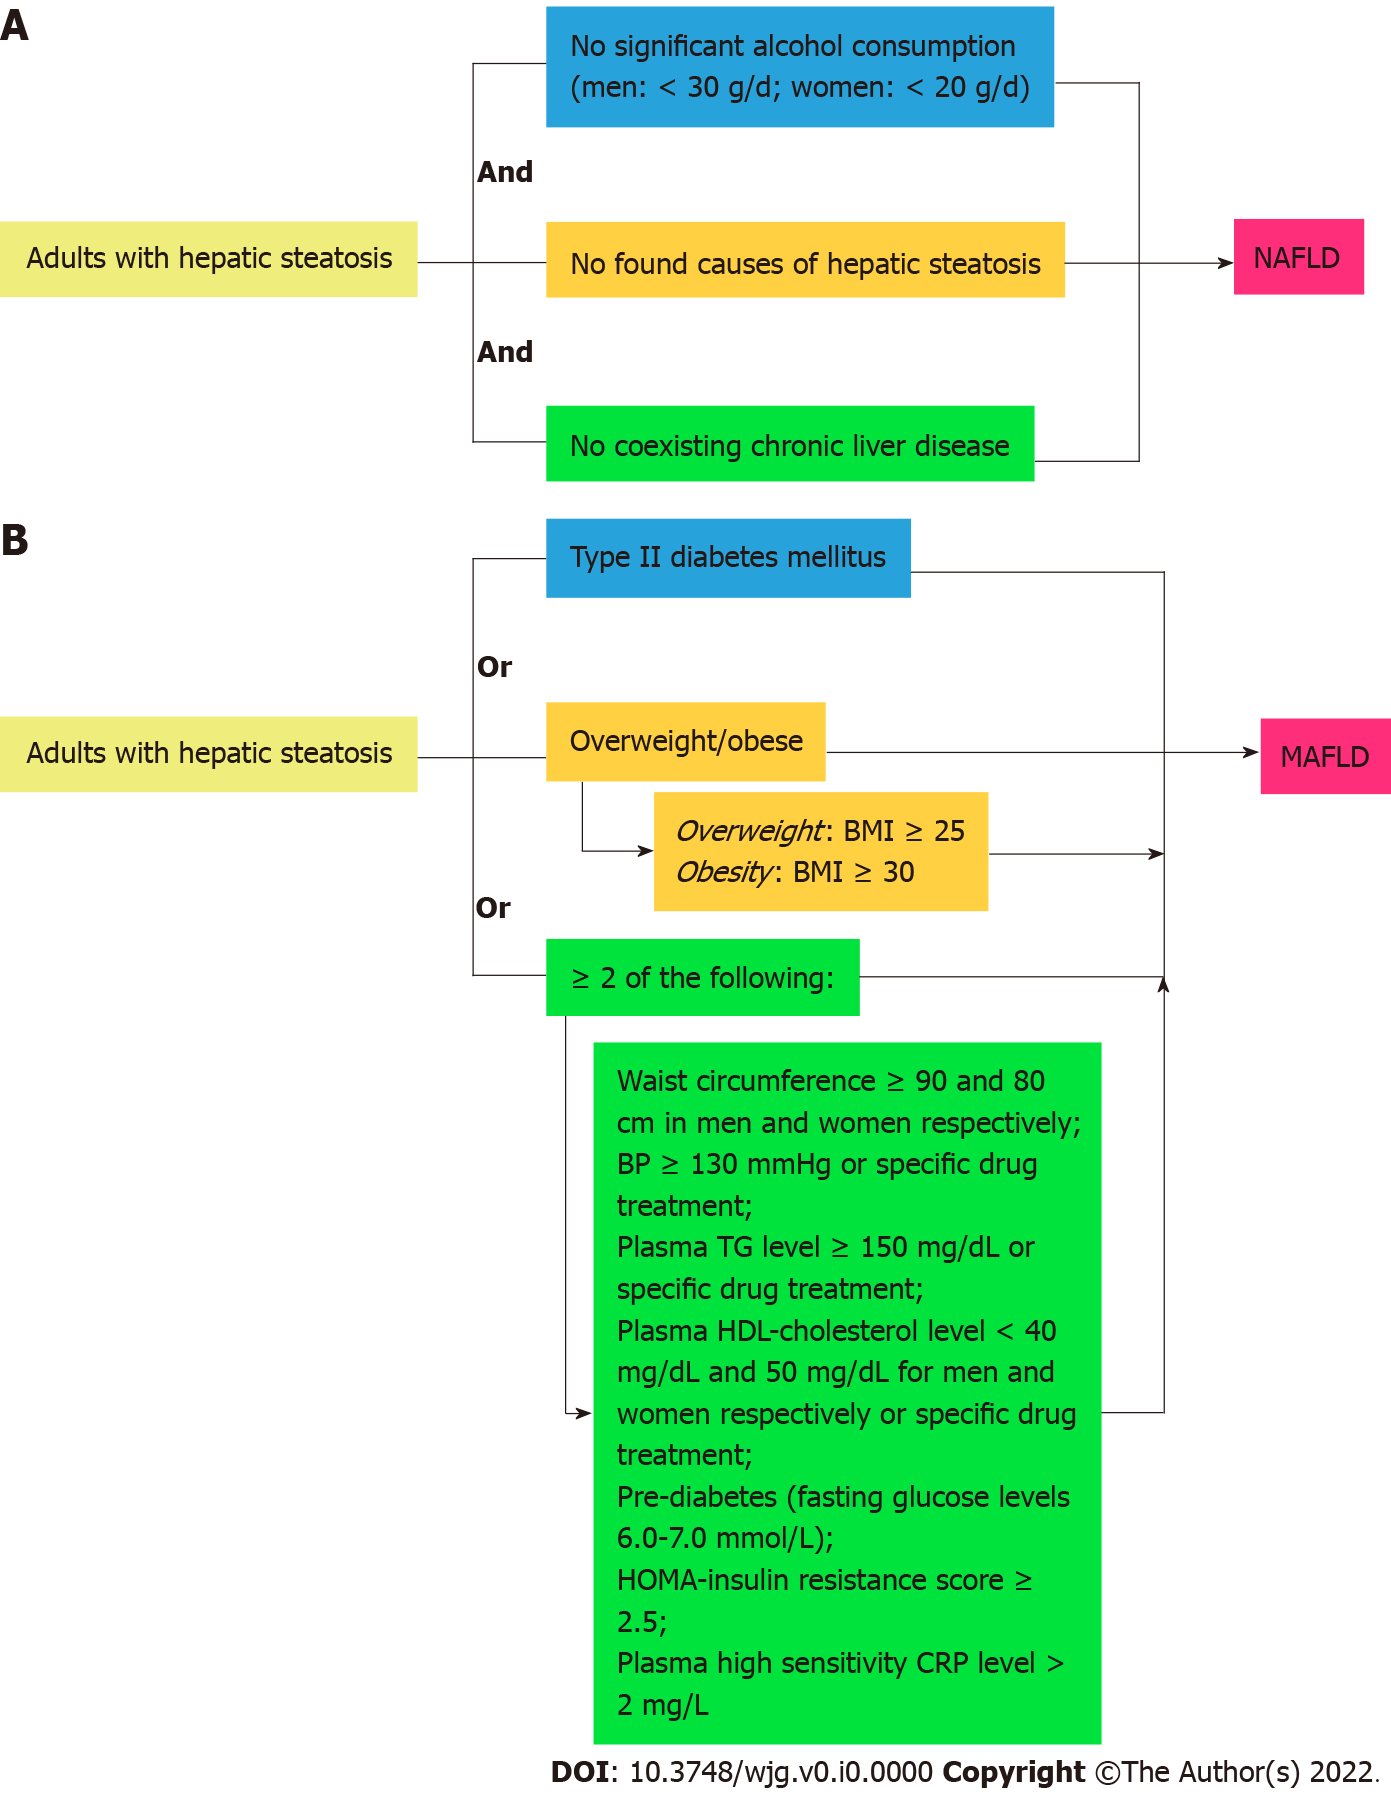 A
No significant alcohol consumption
(men: < 30 g/d; women: < 20 g/d)
And
Adults with hepatic steatosis
No found causes of hepatic steatosis
NAFLD
And
No coexisting chronic liver disease
B
Type II diabetes mellitus
Or
Adults with hepatic steatosis
Overweight/obese
MAFLD
Overweight: BMI ≥ 25
Obesity: BMI ≥ 30
Or
≥ 2 of the following:
Waist circumference ≥ 90 and 80
cm in men and women respectively;
BP ≥ 130 mmHg or specific drug
treatment;
Plasma TG level ≥ 150 mg/dL or
specific drug treatment;
Plasma HDL-cholesterol level < 40
mg/dL and 50 mg/dL for men and
women respectively or specific drug
treatment;
Pre-diabetes (fasting glucose levels
6.0-7.0 mmol/L);
HOMA-insulin resistance score ≥
2.5;
Plasma high sensitivity CRP level >
2 mg/L
DOI: 10.3748/wjg.v0.i0.0000 Copyright ©The Author(s) 2022.